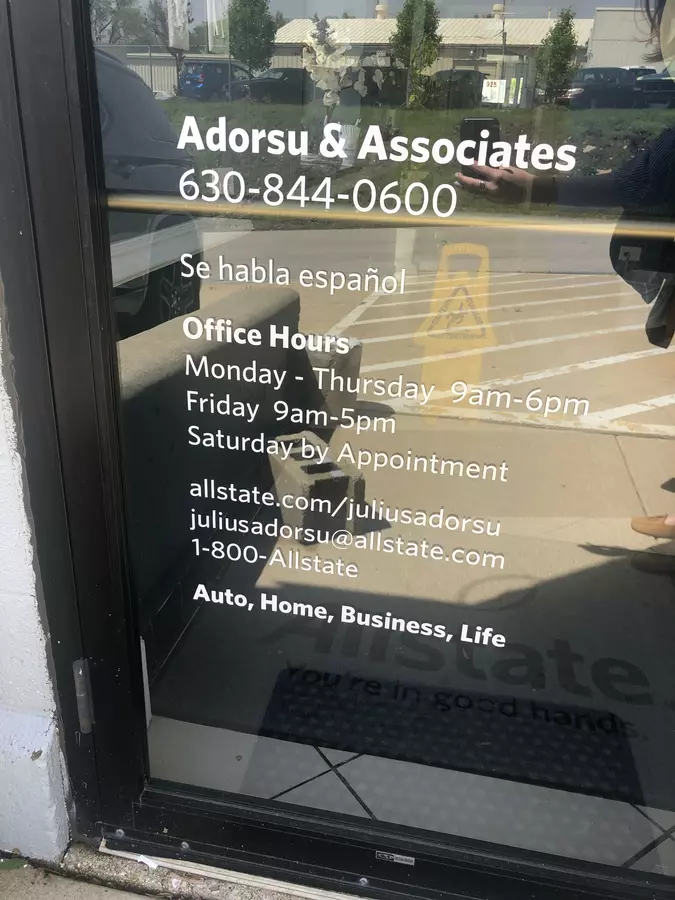 925
Adorsu & Associates
630-844-0600
Se habla español
Office Hours
Monday - Thursday 9am-6pm
Friday 9am-5pm
Saturday by Appointment
allstate.com/juliusadorsu
juliusadorsu@allstate.com
1-800-Allstate
Auto, Home, Business, Life
Allstate
You're in good hands.